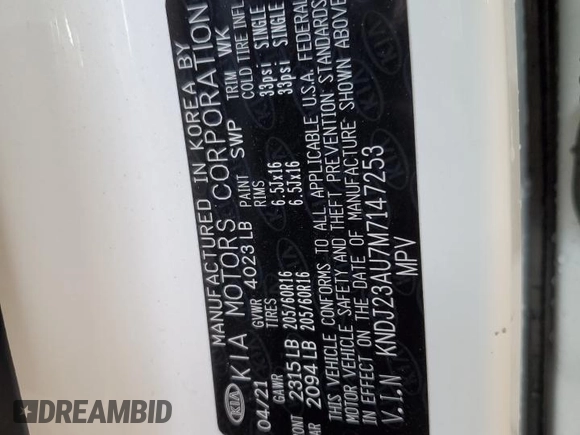 KIA
MANUFACTURED IN KOREA BY
KIA MOTORS CORPORATION
04/21 GVWR 4023 LB PAINT SWP TRIM WK
GAWR TIRES RIMS COLD TIRE INFL
2315 LB 205/60R16 6.5Jx16 33psi SINGLE
2094 LB 205/60R16 6.5Jx16 33psi SINGLE
THIS VEHICLE CONFORMS TO ALL APPLICABLE U.S.A. FEDERAL
MOTOR VEHICLE SAFETY AND THEFT PREVENTION STANDARDS
IN EFFECT ON THE DATE OF MANUFACTURE SHOWN ABOVE
V.I.N KNDJ23AU7M7147253
MPV
DREAMBID